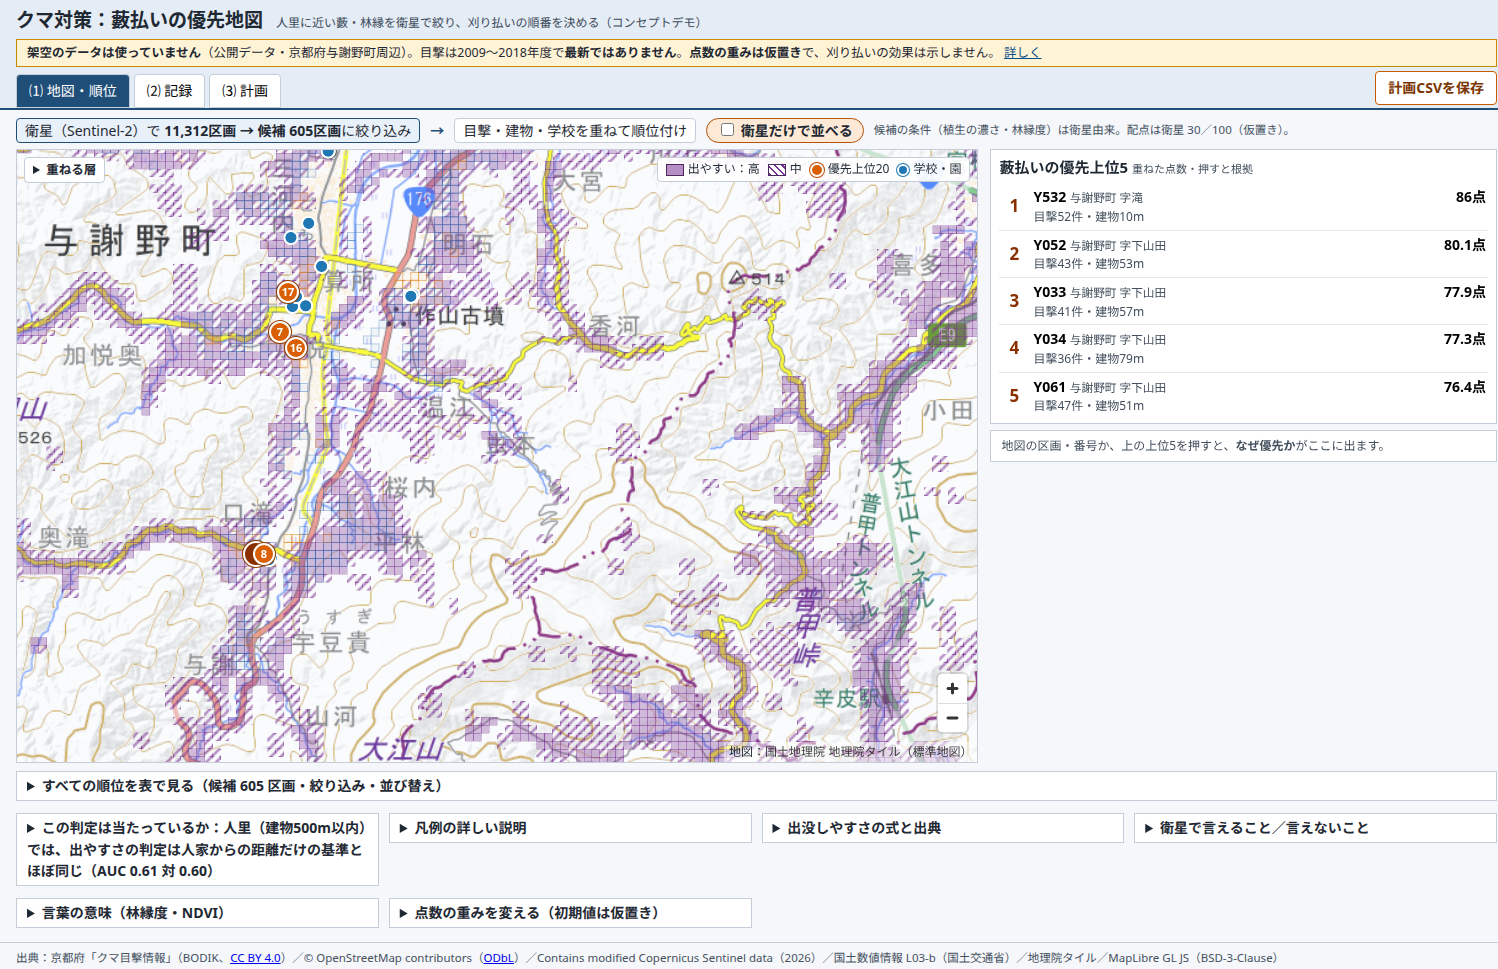 クマ対策：藪払いの優先地図 人里に近い藪・林縁を衛星で絞り、刈り払いの順番を決める（コンセプトデモ）
架空のデータは使っていません（公開データ・京都府与謝野町周辺）。目撃は2009〜2018年度で最新ではありません。点数の重みは仮置きで、刈り払いの効果は示しません。 詳しく
(1) 地図・順位 (2) 記録 (3) 計画 計画CSVを保存
衛星（Sentinel-2）で 11,312区画 → 候補 605区画に絞り込み → 目撃・建物・学校を重ねて順位付け 衛星だけで並べる 候補の条件（植生の濃さ・林縁度）は衛星由来。配点は衛星 30／100（仮置き）。
▶ 重ねる層
出やすい：高 中 優先上位20 学校・園
大宮
176
与謝野町
明石
喜多
算所
514
17
作山古墳
7
16
香河
E9
加悦奥
温江
小田
526
桜内
大江山トンネル
普甲トンネル
口滝
奥滝
平林
8
うすぎ
宇豆貴
普甲峠
辛皮駅
山河
大江山
+
−
地図：国土地理院 地理院タイル（標準地図）
藪払いの優先上位5 重ねた点数・押すと根拠
1 Y532 与謝野町 字滝 86点
目撃52件・建物10m
2 Y052 与謝野町 字下山田 80.1点
目撃43件・建物53m
3 Y033 与謝野町 字下山田 77.9点
目撃41件・建物57m
4 Y034 与謝野町 字下山田 77.3点
目撃36件・建物79m
5 Y061 与謝野町 字下山田 76.4点
目撃47件・建物51m
地図の区画・番号か、上の上位5を押すと、なぜ優先かがここに出ます。
▶ すべての順位を表で見る（候補 605 区画・絞り込み・並び替え）
▶ この判定は当たっているか：人里（建物500m以内）
では、出やすさの判定は人家からの距離だけの基準と
ほぼ同じ（AUC 0.61 対 0.60）
▶ 凡例の詳しい説明
▶ 出没しやすさの式と出典
▶ 衛星で言えること／言えないこと
▶ 言葉の意味（林縁度・NDVI）
▶ 点数の重みを変える（初期値は仮置き）
出典：京都府「クマ目撃情報」（BODIK、CC BY 4.0）／© OpenStreetMap contributors（ODbL）／Contains modified Copernicus Sentinel data（2026）／国土数値情報 L03-b（国土交通省）／地理院タイル／MapLibre GL JS（BSD-3-Clause）